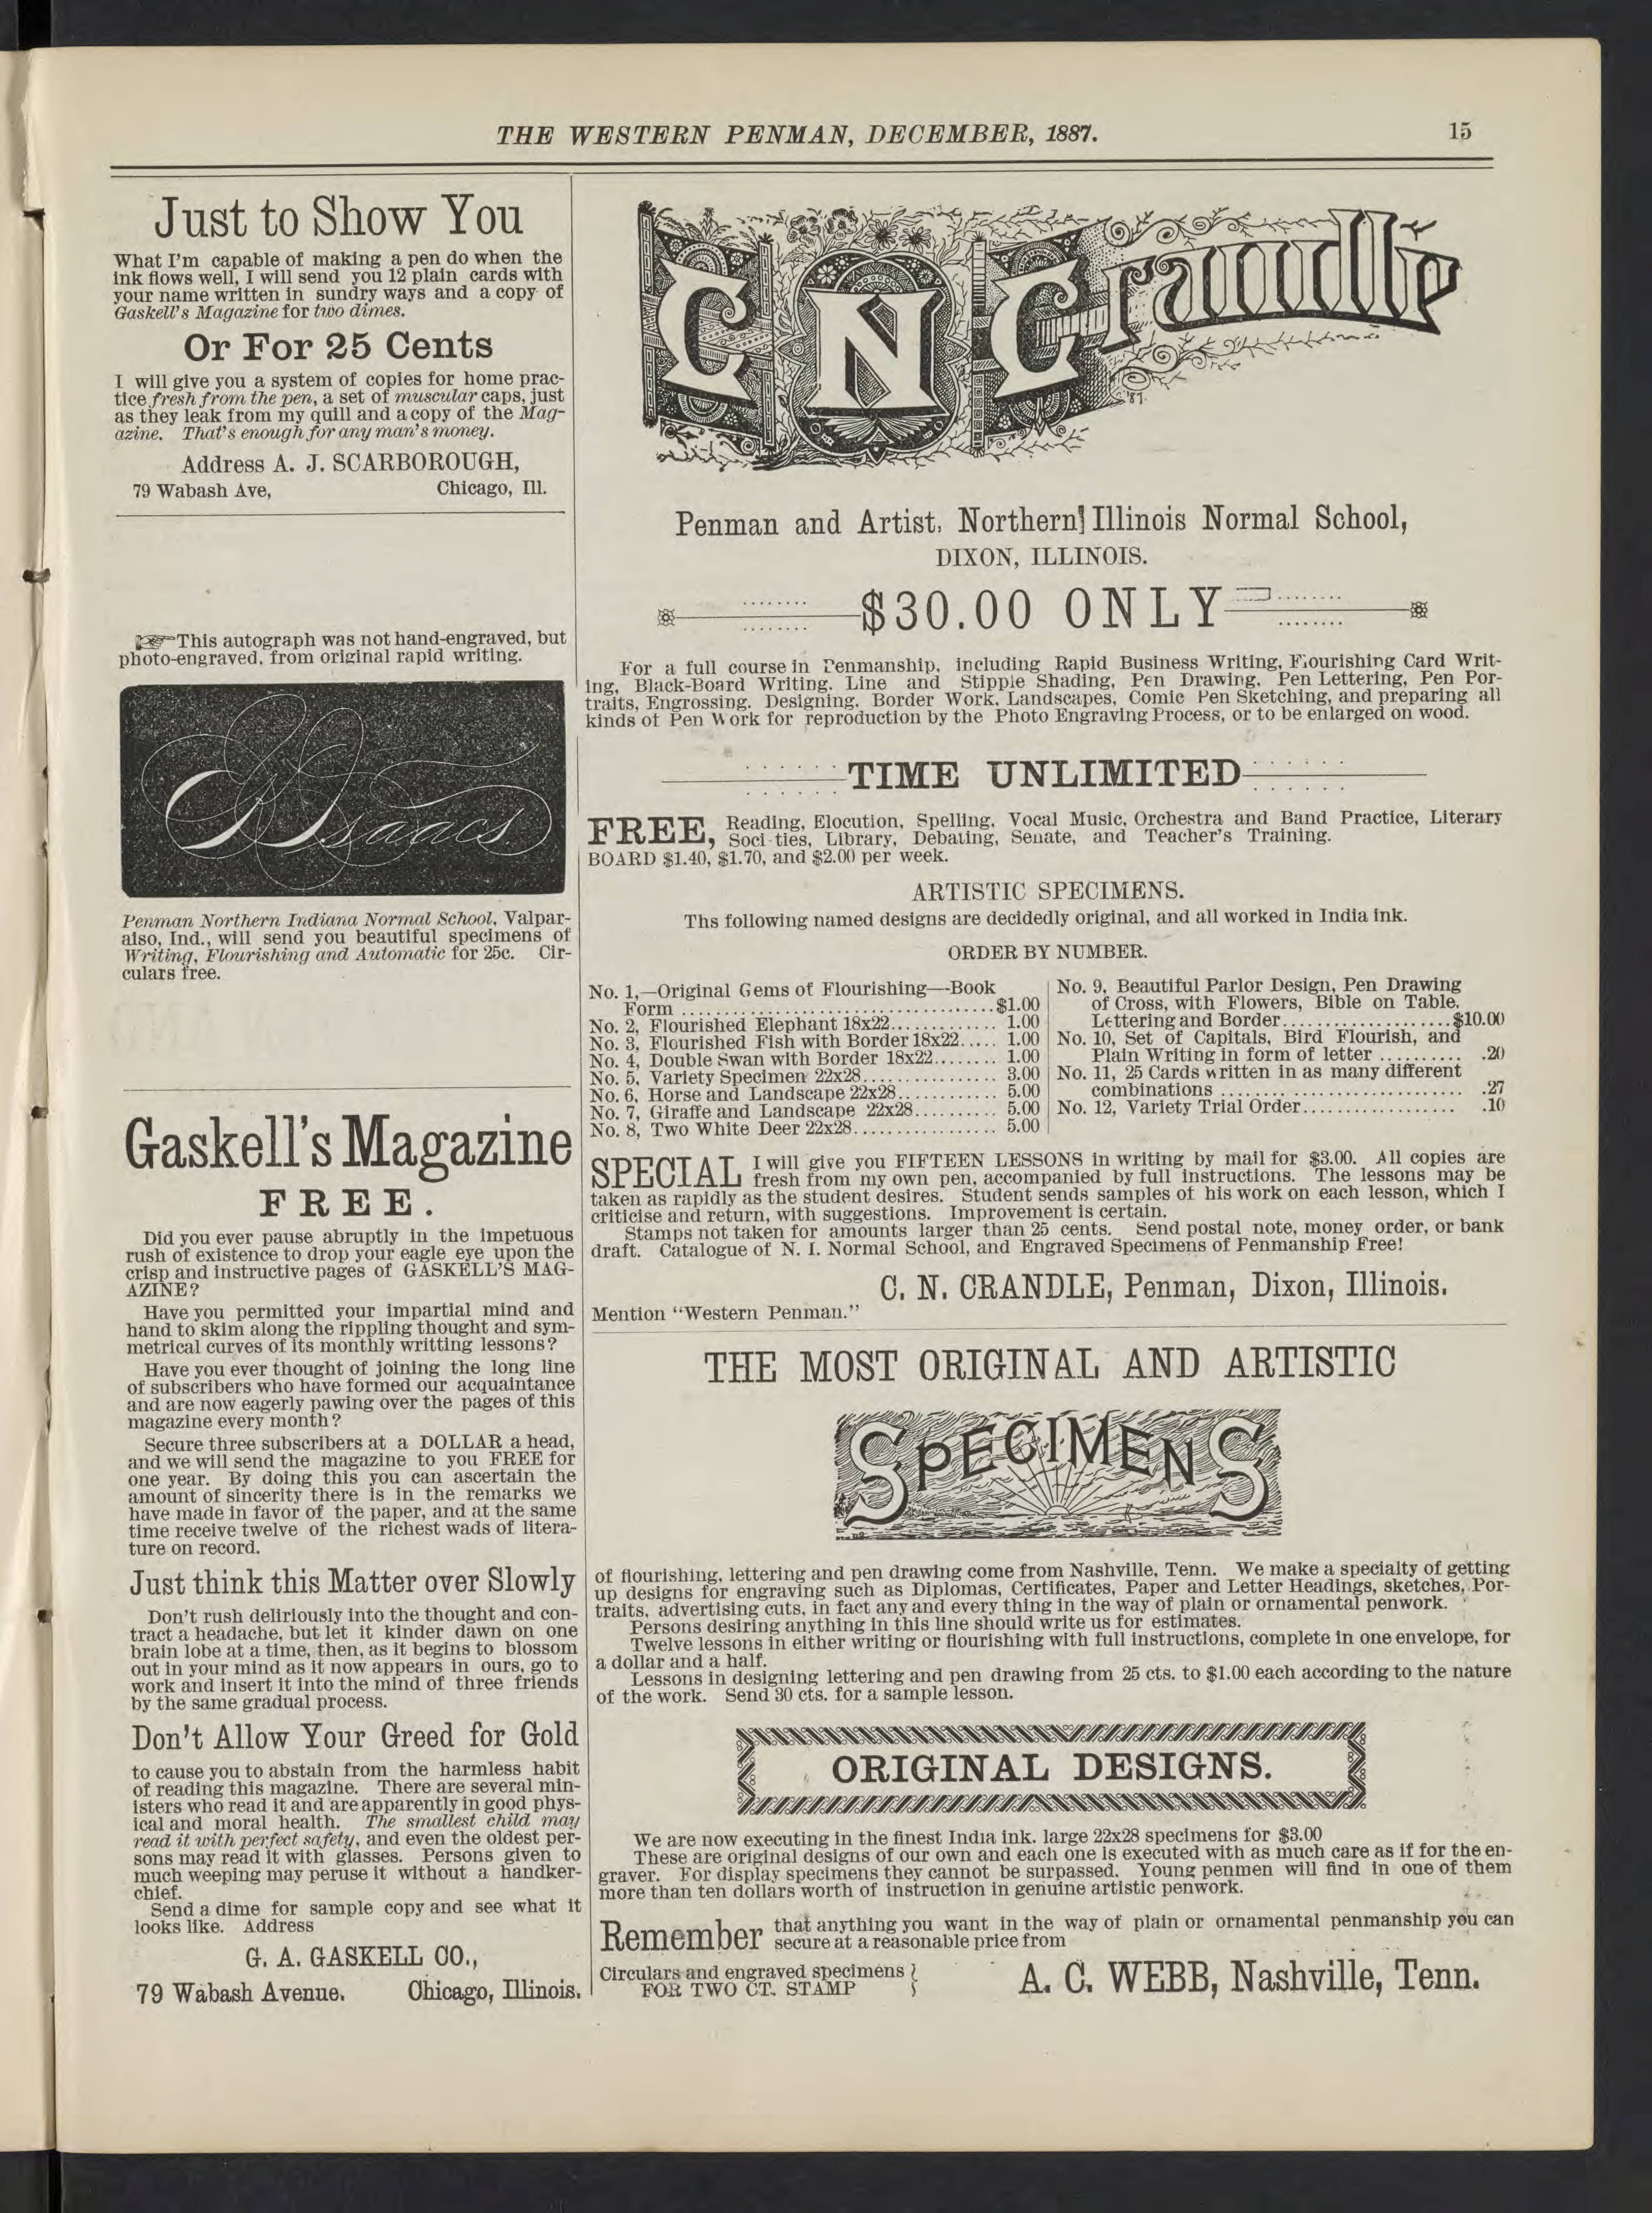 THE WESTERN PENMAN, DECEMBER, 1887.
15
Just to Show You
What I'm capable of making a pen do when the
ink flows well, I will send you 12 plain cards with
your name written in sundry ways and a copy of
Gaskell's Magazine for two dimes.
Or For 25 Cents
I will give you a system of copies for home prac-
tice fresh from the pen, a set of muscular caps, just
as they leak from my quill and a copy of the Mag-
azine. That's enough for any man's money.
Address A. J. SCARBOROUGH,
79 Wabash Ave, Chicago, Ill.
☞This autograph was not hand-engraved, but
photo-engraved, from original rapid writing.
Isaacs
Penman Northern Indiana Normal School, Valpar-
aiso, Ind., will send you beautiful specimens of
Writing, Flourishing and Automatic for 25c. Cir-
culars free.
Gaskell's Magazine
FREE.
Did you ever pause abruptly in the impetuous
rush of existence to drop your eagle eye upon the
crisp and instructive pages of GASKELL'S MAG-
AZINE?
Have you permitted your impartial mind and
hand to skim along the rippling thought and sym-
metrical curves of its monthly writting lessons?
Have you ever thought of joining the long line
of subscribers who have formed our acquaintance
and are now eagerly pawing over the pages of this
magazine every month?
Secure three subscribers at a DOLLAR a head,
and we will send the magazine to you FREE for
one year. By doing this you can ascertain the
amount of sincerity there is in the remarks we
have made in favor of the paper, and at the same
time receive twelve of the richest wads of litera-
ture on record.
Just think this Matter over Slowly
Don't rush deliriously into the thought and con-
tract a headache, but let it kinder dawn on one
brain lobe at a time, then, as it begins to blossom
out in your mind as it now appears in ours, go to
work and insert it into the mind of three friends
by the same gradual process.
Don't Allow Your Greed for Gold
to cause you to abstain from the harmless habit
of reading this magazine. There are several min-
isters who read it and are apparently in good phys-
ical and moral health. The smallest child may
read it with perfect safety, and even the oldest per-
sons may read it with glasses. Persons given to
much weeping may peruse it without a handker-
chief.
Send a dime for sample copy and see what it
looks like. Address
G. A. GASKELL CO.,
79 Wabash Avenue. Chicago, Illinois.
C N Crandle
'87.
Penman and Artist, Northern Illinois Normal School,
DIXON, ILLINOIS.
$30.00 ONLY
For a full course in Penmanship, including Rapid Business Writing, Flourishing Card Writ-
ing, Black-Board Writing, Line and Stipple Shading, Pen Drawing, Pen Lettering, Pen Por-
traits, Engrossing, Designing, Border Work, Landscapes, Comic Pen Sketching, and preparing all
kinds of Pen Work for reproduction by the Photo Engraving Process, or to be enlarged on wood.
TIME UNLIMITED
FREE, Reading, Elocution, Spelling, Vocal Music, Orchestra and Band Practice, Literary
Soci ties, Library, Debating, Senate, and Teacher's Training.
BOARD $1.40, $1.70, and $2.00 per week.
ARTISTIC SPECIMENS.
Ths following named designs are decidedly original, and all worked in India ink.
ORDER BY NUMBER.
No. 1,—Original Gems of Flourishing—Book
Form ........ $1.00
No. 2, Flourished Elephant 18x22........ 1.00
No. 3, Flourished Fish with Border 18x22..... 1.00
No. 4, Double Swan with Border 18x22........ 1.00
No. 5, Variety Specimen 22x28........ 3.00
No. 6, Horse and Landscape 22x28........ 5.00
No. 7, Giraffe and Landscape 22x28........ 5.00
No. 8, Two White Deer 22x28........ 5.00
No. 9, Beautiful Parlor Design, Pen Drawing
of Cross, with Flowers, Bible on Table,
Lettering and Border........ $10.00
No. 10, Set of Capitals, Bird Flourish, and
Plain Writing in form of letter ........ .20
No. 11, 25 Cards written in as many different
combinations ........ .27
No. 12, Variety Trial Order........ .10
SPECIAL I will give you FIFTEEN LESSONS in writing by mail for $3.00. All copies are
fresh from my own pen, accompanied by full instructions. The lessons may be
taken as rapidly as the student desires. Student sends samples of his work on each lesson, which I
criticise and return, with suggestions. Improvement is certain.
Stamps not taken for amounts larger than 25 cents. Send postal note, money order, or bank
draft. Catalogue of N. I. Normal School, and Engraved Specimens of Penmanship Free!
C. N. CRANDLE, Penman, Dixon, Illinois.
Mention "Western Penman."
THE MOST ORIGINAL AND ARTISTIC
SPECIMENS
of flourishing, lettering and pen drawing come from Nashville, Tenn. We make a specialty of getting
up designs for engraving such as Diplomas, Certificates, Paper and Letter Headings, sketches, Por-
traits, advertising cuts, in fact any and every thing in the way of plain or ornamental penwork.
Persons desiring anything in this line should write us for estimates.
Twelve lessons in either writing or flourishing with full instructions, complete in one envelope, for
a dollar and a half.
Lessons in designing lettering and pen drawing from 25 cts. to $1.00 each according to the nature
of the work. Send 30 cts. for a sample lesson.
ORIGINAL DESIGNS.
We are now executing in the finest India ink, large 22x28 specimens for $3.00
These are original designs of our own and each one is executed with as much care as if for the en-
graver. For display specimens they cannot be surpassed. Young penmen will find in one of them
more than ten dollars worth of instruction in genuine artistic penwork.
Remember that anything you want in the way of plain or ornamental penmanship you can
secure at a reasonable price from
Circulars and engraved specimens
FOR TWO CT. STAMP
A. C. WEBB, Nashville, Tenn.